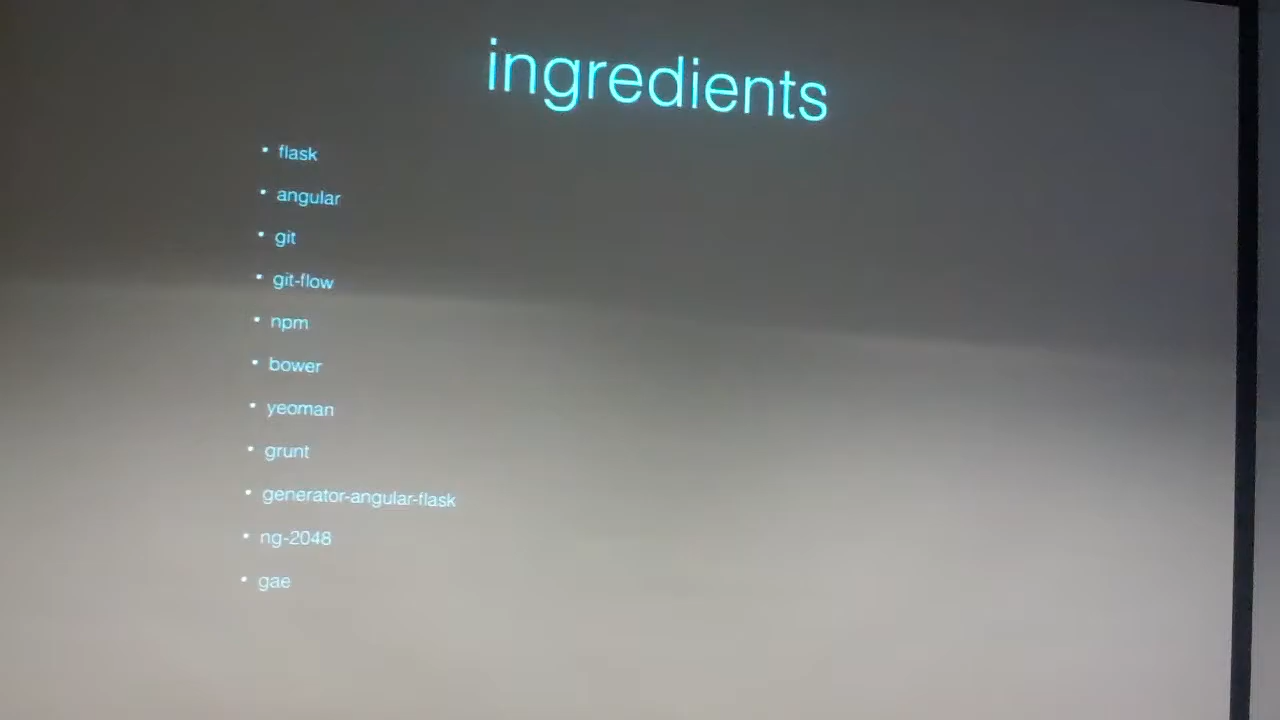 ingredients
• flask
• angular
• git
• git-flow
• npm
• bower
• yeoman
• grunt
• generator-angular-flask
• ng-2048
• gae